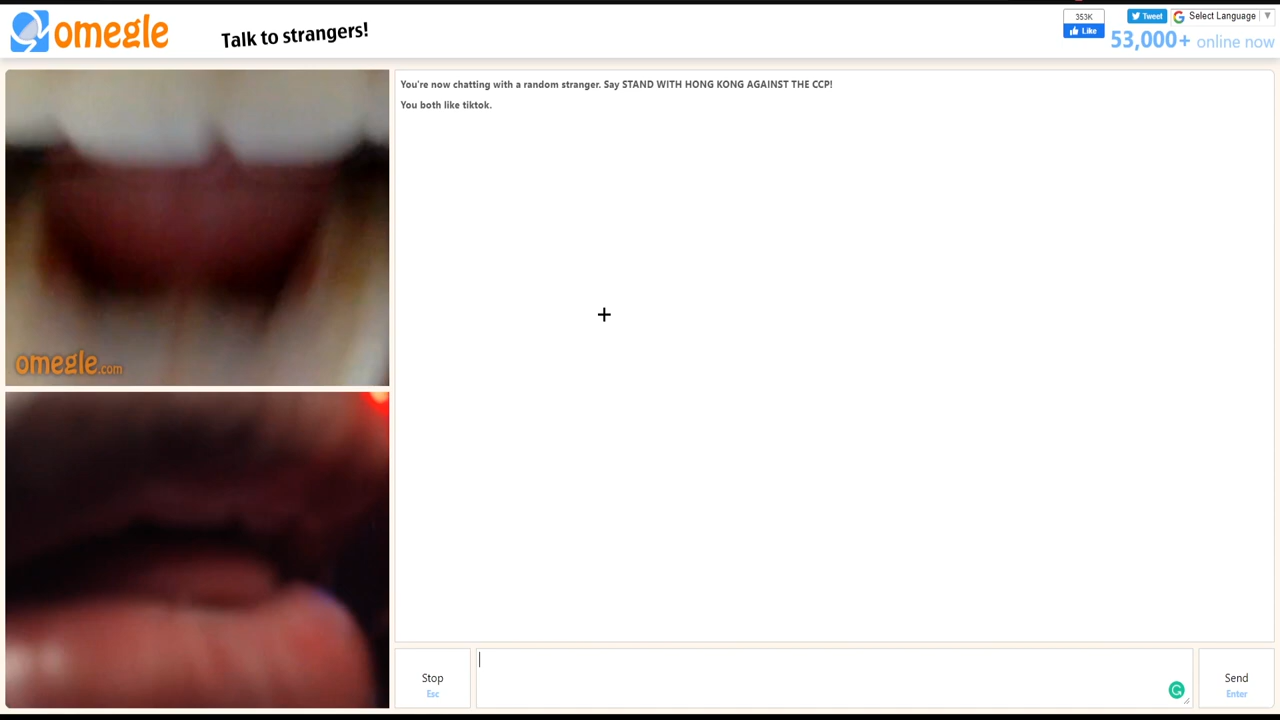 omegle
Talk to strangers!
353K
Like
Tweet
Select Language
53,000+ online now
You're now chatting with a random stranger. Say STAND WITH HONG KONG AGAINST THE CCP!
You both like tiktok.
omegle.com
Stop
Esc
Send
Enter